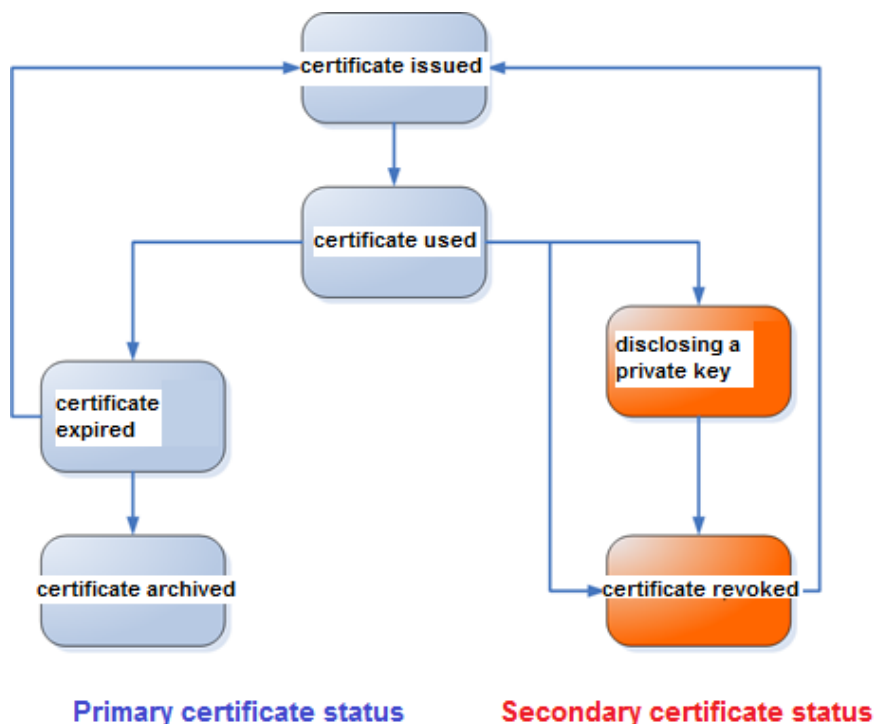 certificate issued
certificate used
disclosing a
private key
certificate
expired
certificate archived
certificate revoked
Primary certificate status
Secondary certificate status